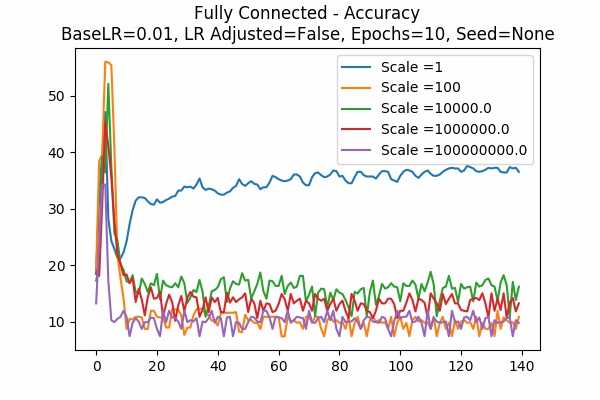 Fully Connected - Accuracy
BaseLR=0.01, LR Adjusted=False, Epochs=10, Seed=None
Scale =1
Scale =100
Scale =10000.0
Scale =1000000.0
Scale =100000000.0
50
40
30
20
10
0 20 40 60 80 100 120 140